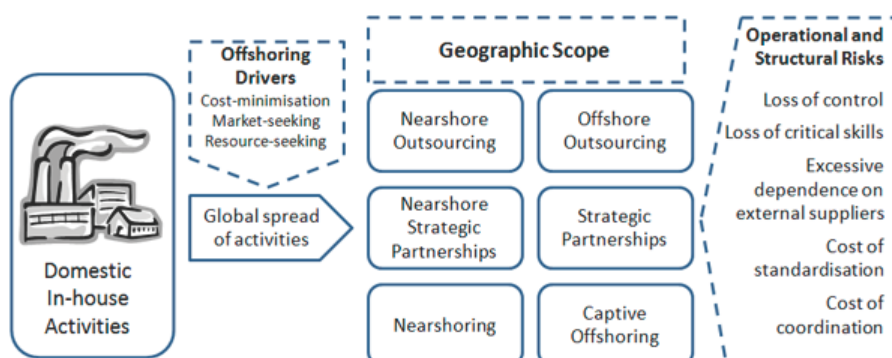 Offshoring
Drivers
Cost-minimisation
Market-seeking
Resource-seeking
Geographic Scope
Operational and
Structural Risks
Loss of control
Loss of critical skills
Excessive
dependence on
external suppliers
Cost of
standardisation
Cost of
coordination
Domestic
In-house
Activities
Global spread
of activities
Nearshore
Outsourcing
Offshore
Outsourcing
Nearshore
Strategic
Partnerships
Strategic
Partnerships
Nearshoring
Captive
Offshoring